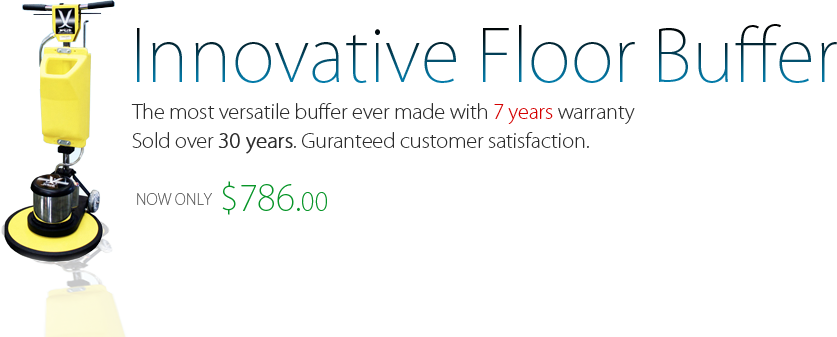 Innovative Floor Buffer
The most versatile buffer ever made with 7 years warranty
Sold over 30 years. Guranteed customer satisfaction.
NOW ONLY $786.00